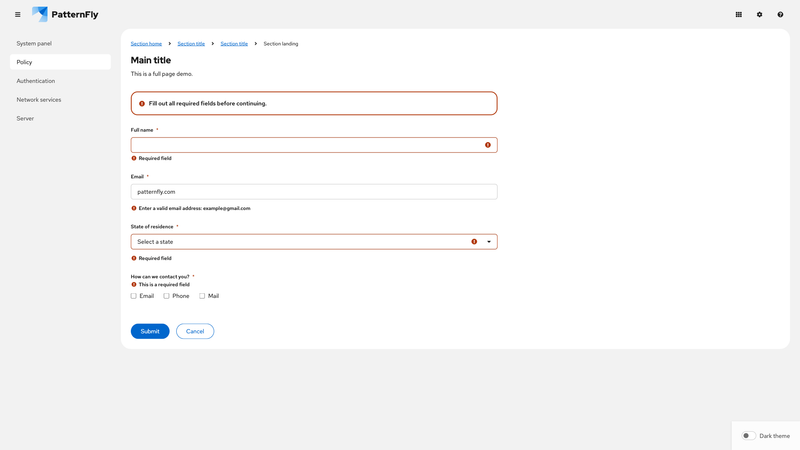 PatternFly
System panel
Policy
Authentication
Network services
Server
Section home > Section title > Section title > Section landing
Main title
This is a full page demo.
Fill out all required fields before continuing.
Full name *
Required field
Email *
patternfly.com
Enter a valid email address: example@gmail.com
State of residence *
Select a state
Required field
How can we contact you? *
This is a required field
Email Phone Mail
Submit Cancel
Dark theme